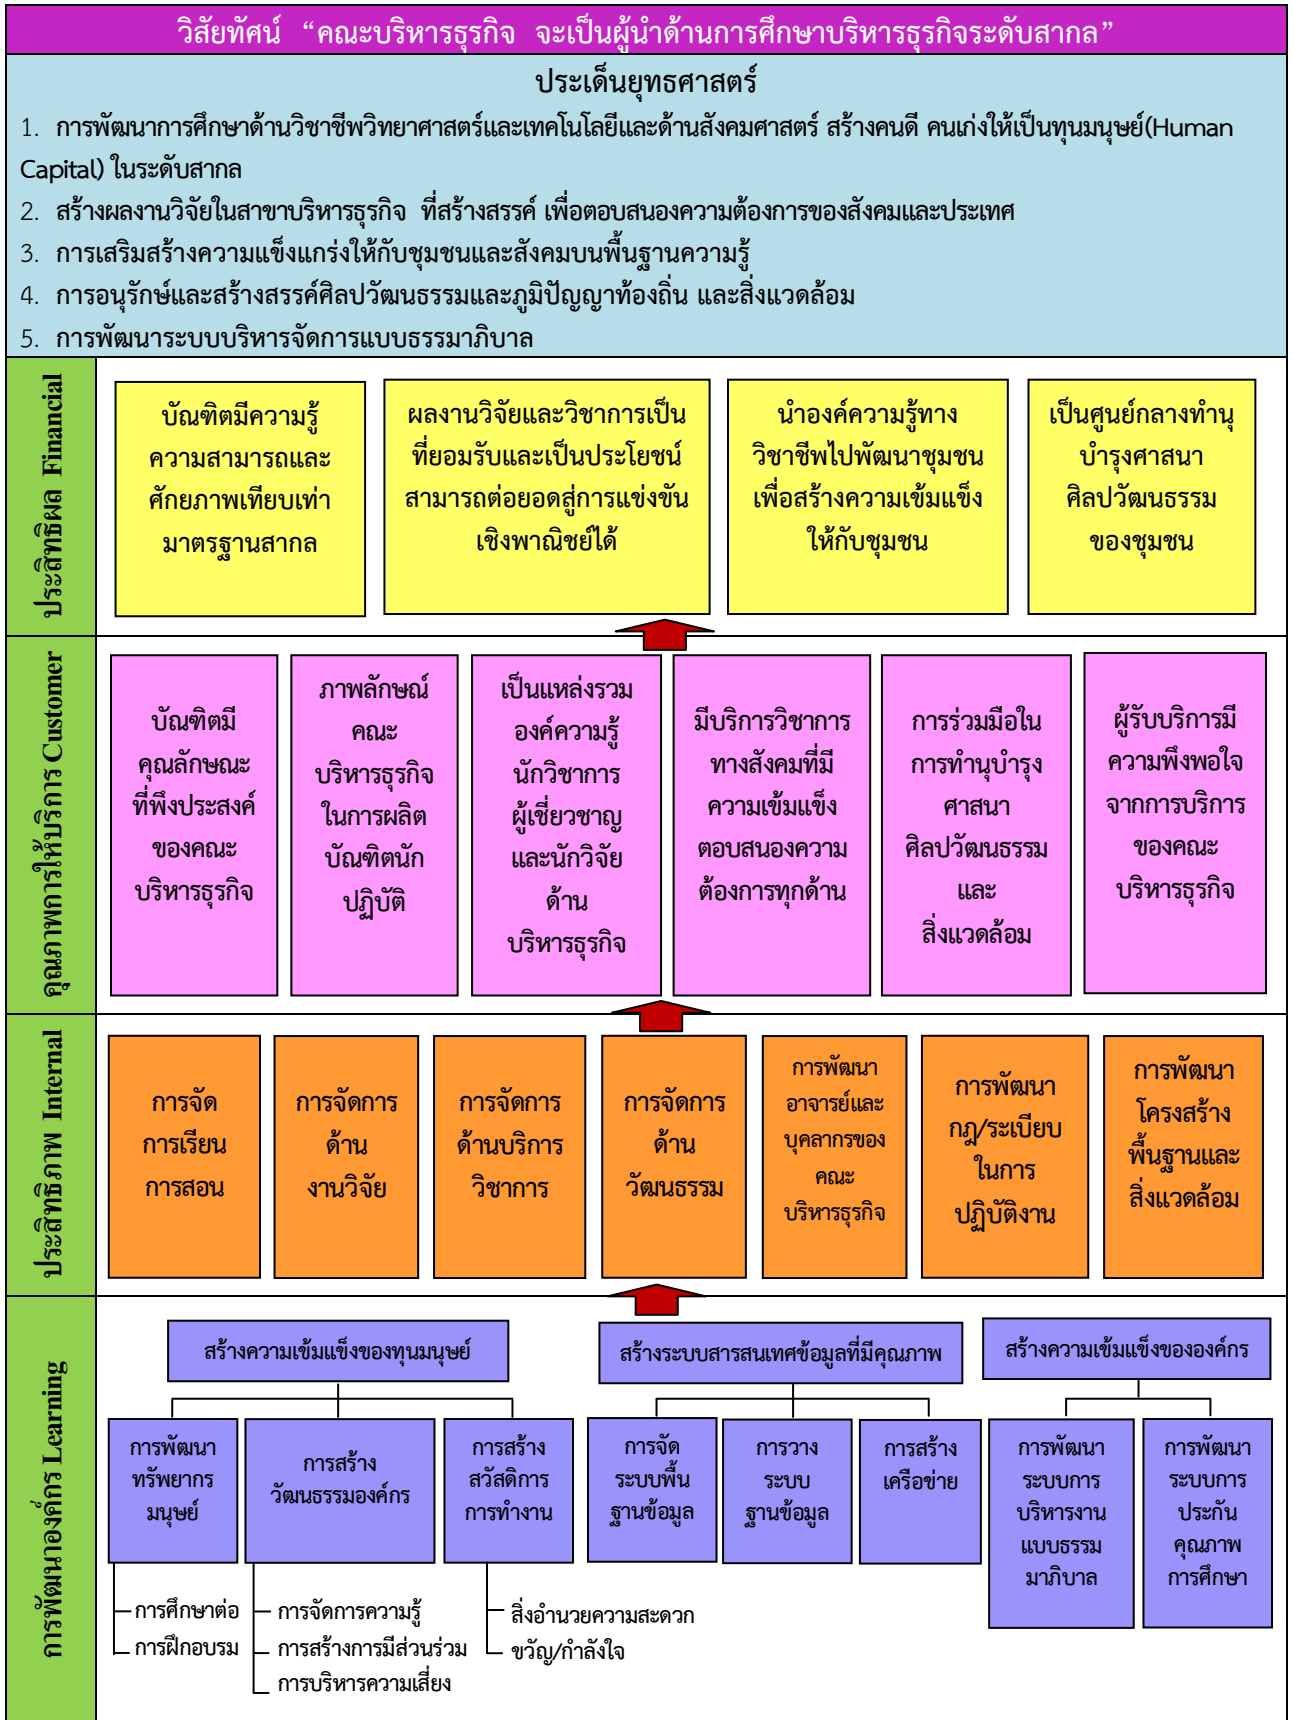 วิสัยทัศน์ “คณะบริหารธุรกิจ จะเป็นผู้นำด้านการศึกษาบริหารธุรกิจระดับสากล”
ประเด็นยุทธศาสตร์
1. การพัฒนาการศึกษาด้านวิชาชีพวิทยาศาสตร์และเทคโนโลยีและด้านสังคมศาสตร์ สร้างคนดี คนเก่งให้เป็นทุนมนุษย์(Human
Capital) ในระดับสากล
2. สร้างผลงานวิจัยในสาขาบริหารธุรกิจ ที่สร้างสรรค์ เพื่อตอบสนองความต้องการของสังคมและประเทศ
3. การเสริมสร้างความแข็งแกร่งให้กับชุมชนและสังคมบนพื้นฐานความรู้
4. การอนุรักษ์และสร้างสรรค์ศิลปวัฒนธรรมและภูมิปัญญาท้องถิ่น และสิ่งแวดล้อม
5. การพัฒนาระบบบริหารจัดการแบบธรรมาภิบาล
ประสิทธิผล Financial
บัณฑิตมีความรู้
ความสามารถและ
ศักยภาพเทียบเท่า
มาตรฐานสากล
ผลงานวิจัยและวิชาการเป็น
ที่ยอมรับและเป็นประโยชน์
สามารถต่อยอดสู่การแข่งขัน
เชิงพาณิชย์ได้
นำองค์ความรู้ทาง
วิชาชีพไปพัฒนาชุมชน
เพื่อสร้างความเข้มแข็ง
ให้กับชุมชน
เป็นศูนย์กลางทำนุ
บำรุงศาสนา
ศิลปวัฒนธรรม
ของชุมชน
คุณภาพการให้บริการ Customer
บัณฑิตมี
คุณลักษณะ
ที่พึงประสงค์
ของคณะ
บริหารธุรกิจ
ภาพลักษณ์
คณะ
บริหารธุรกิจ
ในการผลิต
บัณฑิตนัก
ปฏิบัติ
เป็นแหล่งรวม
องค์ความรู้
นักวิชาการ
ผู้เชี่ยวชาญ
และนักวิจัย
ด้าน
บริหารธุรกิจ
มีบริการวิชาการ
ทางสังคมที่มี
ความเข้มแข็ง
ตอบสนองความ
ต้องการทุกด้าน
การร่วมมือใน
การทำนุบำรุง
ศาสนา
ศิลปวัฒนธรรม
และ
สิ่งแวดล้อม
ผู้รับบริการมี
ความพึงพอใจ
จากการบริการ
ของคณะ
บริหารธุรกิจ
ประสิทธิภาพ Internal
การจัด
การเรียน
การสอน
การจัดการ
ด้าน
งานวิจัย
การจัดการ
ด้านบริการ
วิชาการ
การจัดการ
ด้าน
วัฒนธรรม
การพัฒนา
อาจารย์และ
บุคลากรของ
คณะ
บริหารธุรกิจ
การพัฒนา
กฎ/ระเบียบ
ในการ
ปฏิบัติงาน
การพัฒนา
โครงสร้าง
พื้นฐานและ
สิ่งแวดล้อม
การพัฒนาองค์กร Learning
สร้างความเข้มแข็งของทุนมนุษย์
สร้างระบบสารสนเทศข้อมูลที่มีคุณภาพ
สร้างความเข้มแข็งขององค์กร
การพัฒนา
ทรัพยากร
มนุษย์
การสร้าง
วัฒนธรรมองค์กร
การสร้าง
สวัสดิการ
การทำงาน
การจัด
ระบบพื้น
ฐานข้อมูล
การวาง
ระบบ
ฐานข้อมูล
การสร้าง
เครือข่าย
การพัฒนา
ระบบการ
บริหารงาน
แบบธรรม
มาภิบาล
การพัฒนา
ระบบการ
ประกัน
คุณภาพ
การศึกษา
การศึกษาต่อ
การฝึกอบรม
การจัดการความรู้
การสร้างการมีส่วนร่วม
การบริหารความเสี่ยง
สิ่งอำนวยความสะดวก
ขวัญ/กำลังใจ